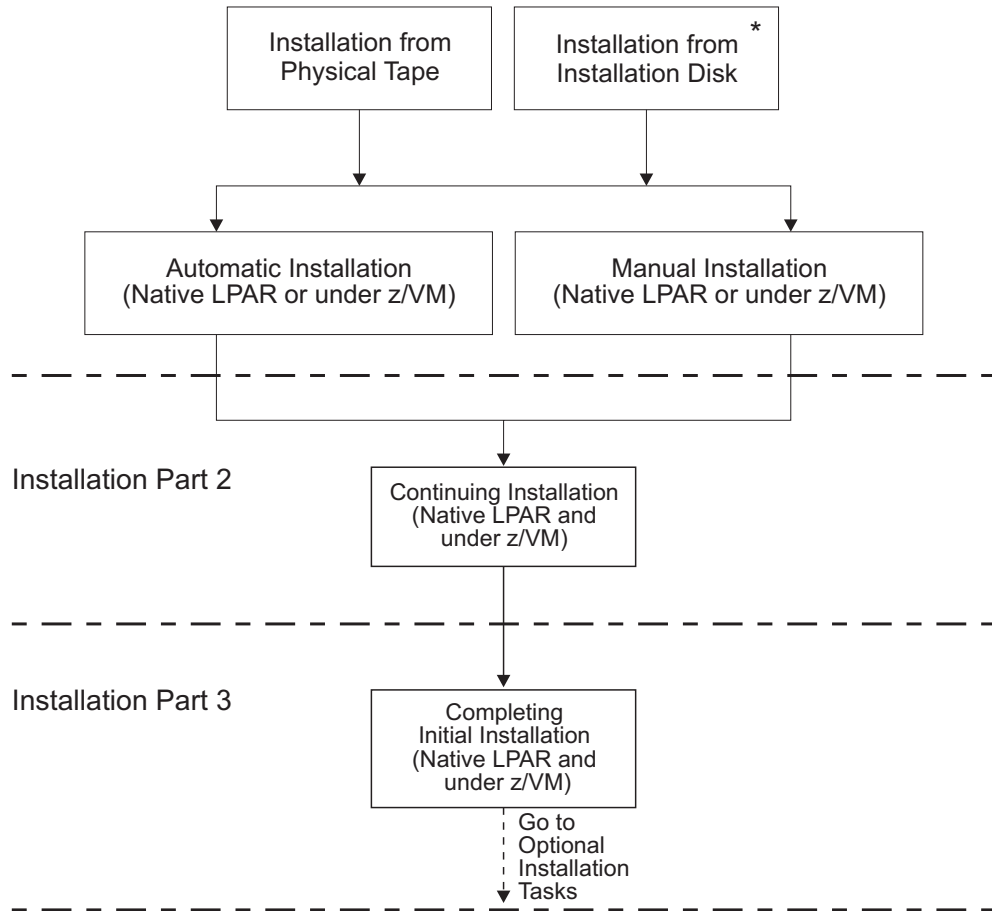 Installation from
Physical Tape
Installation from *
Installation Disk
Automatic Installation
(Native LPAR or under z/VM)
Manual Installation
(Native LPAR or under z/VM)
Installation Part 2
Continuing Installation
(Native LPAR and
under z/VM)
Installation Part 3
Completing
Initial Installation
(Native LPAR and
under z/VM)
Go to
Optional
Installation
Tasks